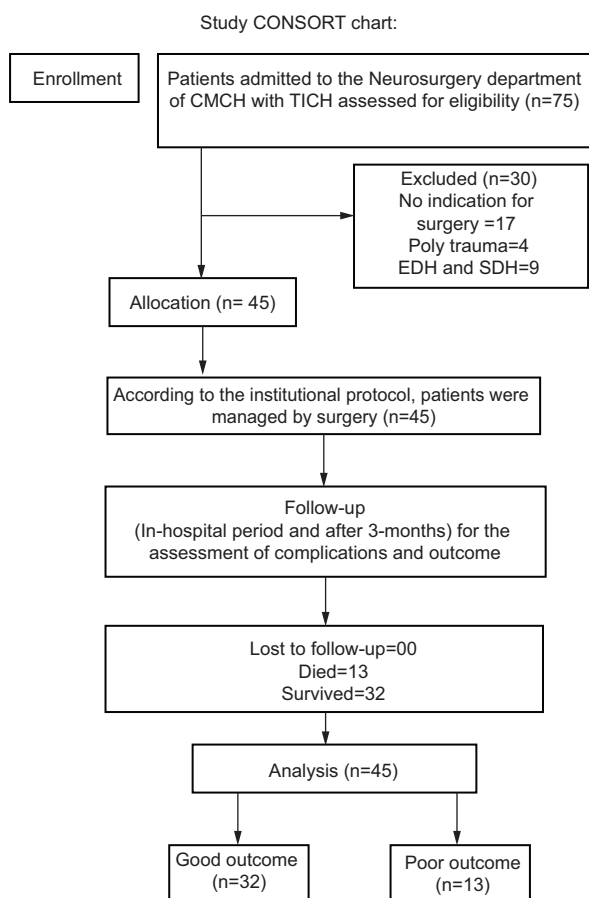 Study CONSORT chart:
Enrollment
Patients admitted to the Neurosurgery department
of CMCH with TICH assessed for eligibility (n=75)
Excluded (n=30)
No indication for
surgery =17
Poly trauma=4
EDH and SDH=9
Allocation (n= 45)
According to the institutional protocol, patients were
managed by surgery (n=45)
Follow-up
(In-hospital period and after 3-months) for the
assessment of complications and outcome
Lost to follow-up=00
Died=13
Survived=32
Analysis (n=45)
Good outcome
(n=32)
Poor outcome
(n=13)